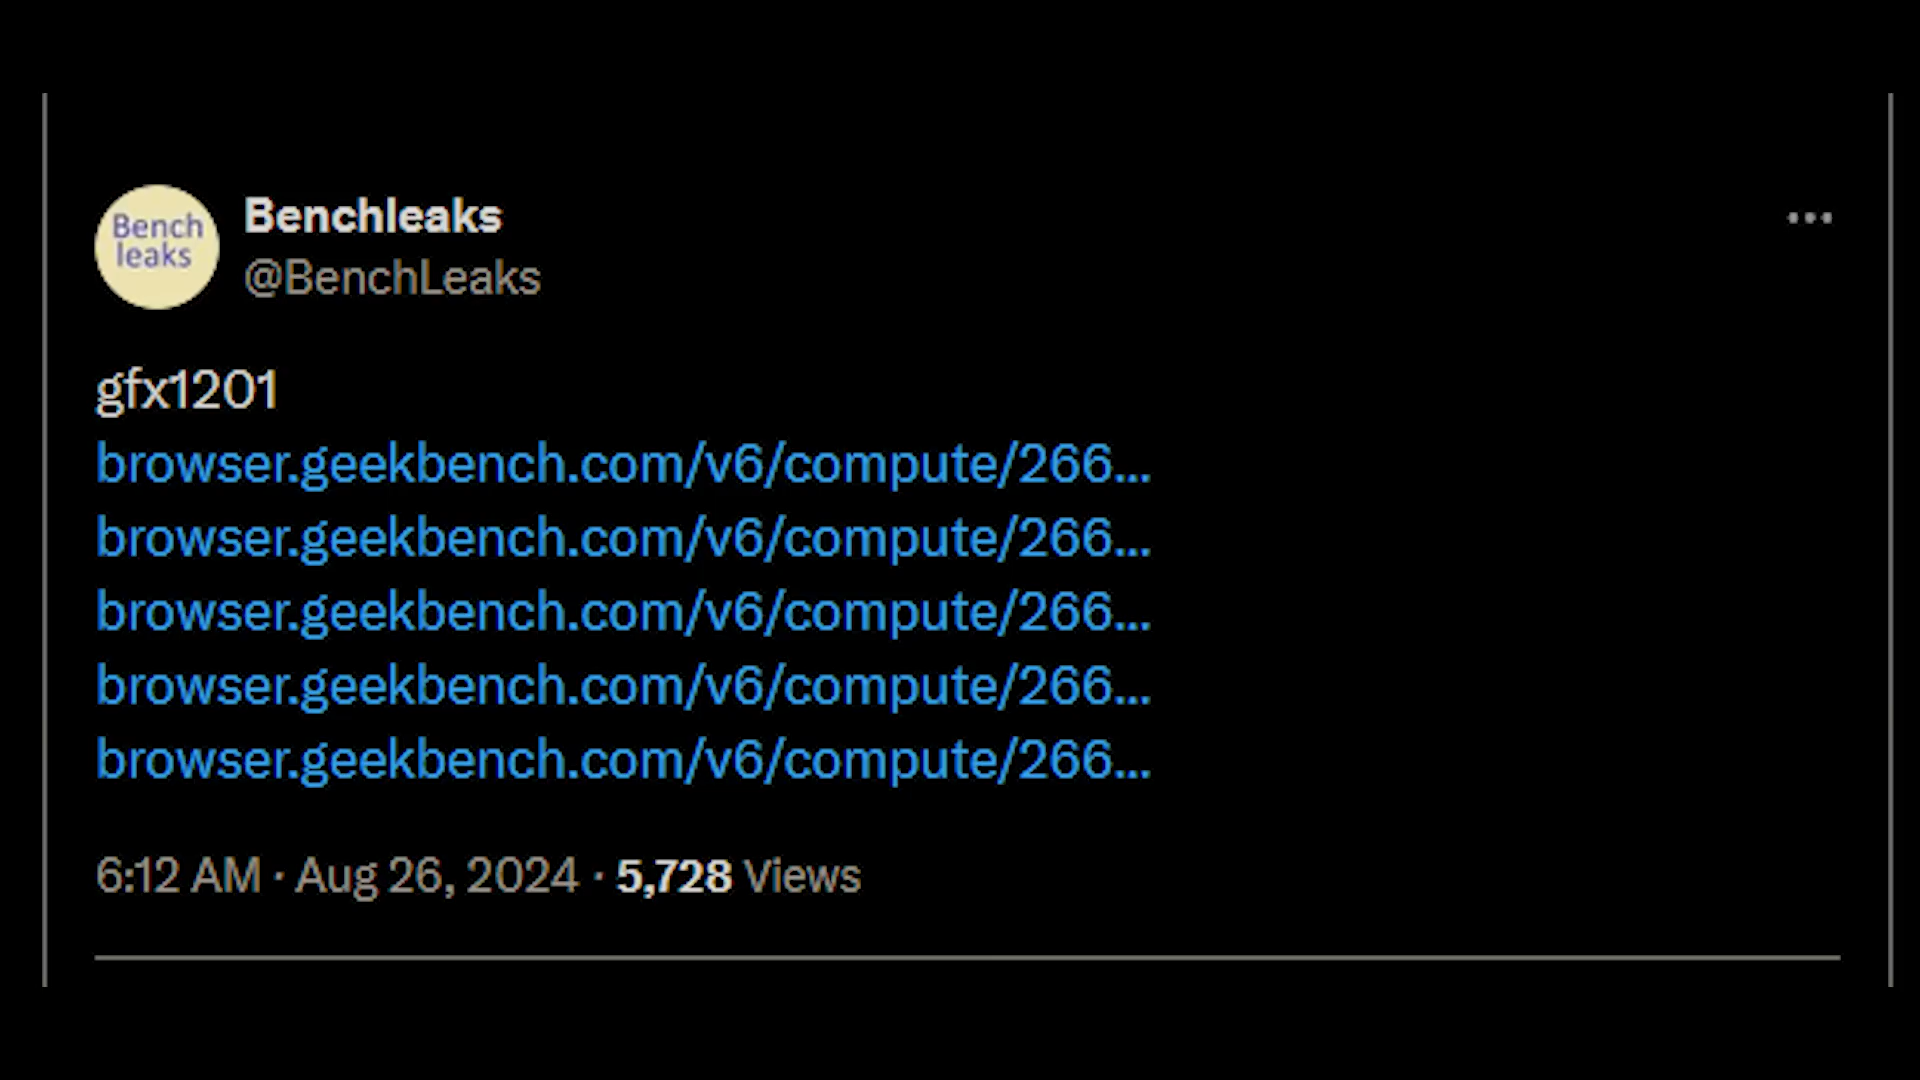 Bench
leaks
Benchleaks
@BenchLeaks
gfx1201
browser.geekbench.com/v6/compute/266...
browser.geekbench.com/v6/compute/266...
browser.geekbench.com/v6/compute/266...
browser.geekbench.com/v6/compute/266...
browser.geekbench.com/v6/compute/266...
6:12 AM · Aug 26, 2024 · 5,728 Views